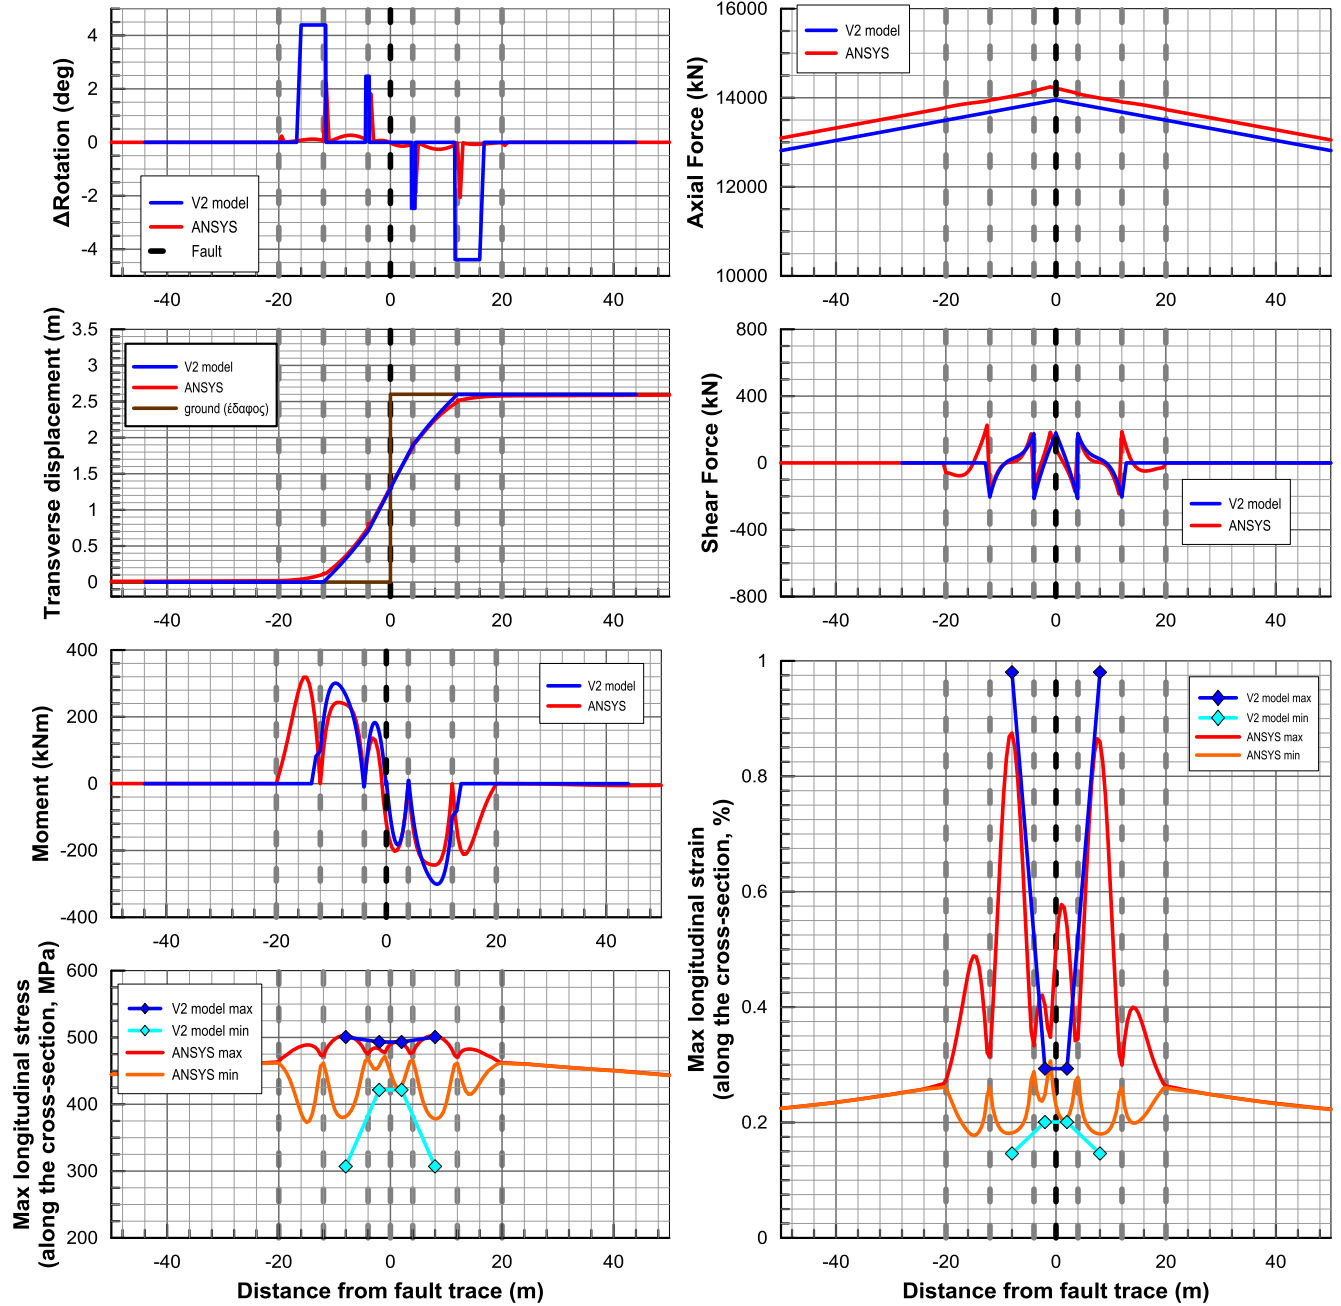 ΔRotation (deg)
4
2
0
-2
-4
V2 model
ANSYS
Fault
-40
-20
0
20
40
Axial Force (kN)
16000
14000
12000
10000
V2 model
ANSYS
-40
-20
0
20
40
Transverse displacement (m)
3.5
3
2.5
2
1.5
1
0.5
0
V2 model
ANSYS
ground (έδαφος)
-40
-20
0
20
40
Shear Force (kN)
800
400
0
-400
-800
V2 model
ANSYS
-40
-20
0
20
40
Moment (kNm)
400
200
0
-200
-400
V2 model
ANSYS
-40
-20
0
20
40
Max longitudinal stress
(along the cross-section, MPa)
600
500
400
300
200
V2 model max
V2 model min
ANSYS max
ANSYS min
-40
-20
0
20
40
Distance from fault trace (m)
Max longitudinal strain
(along the cross-section, %)
1
0.8
0.6
0.4
0.2
0
V2 model max
V2 model min
ANSYS max
ANSYS min
-40
-20
0
20
40
Distance from fault trace (m)